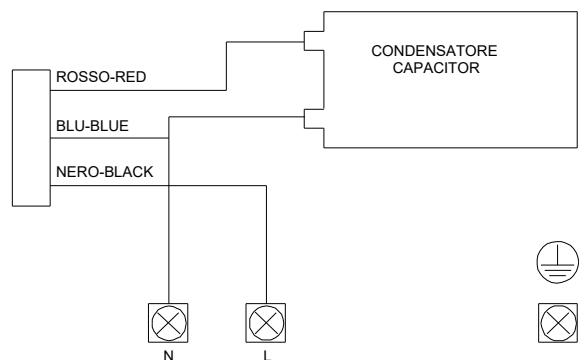 CONDENSATORE
CAPACITOR
ROSSO-RED
BLU-BLUE
NERO-BLACK
N
L